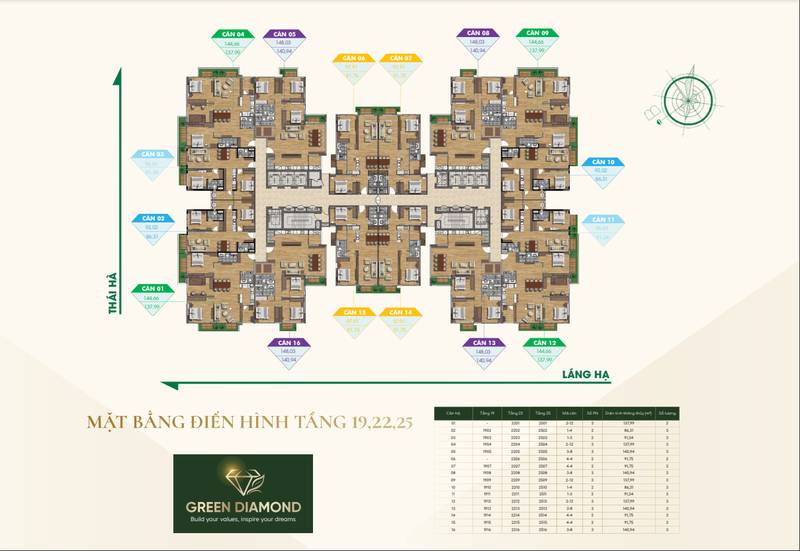 CĂN 04
144,66
137,99
CĂN 05
148,03
140,94
CĂN 06
91,75
CĂN 07
91,75
CĂN 08
148,03
140,94
CĂN 09
144,66
137,99
CĂN 03
CĂN 10
92,02
86,31
CĂN 02
92,02
86,31
CĂN 11
CĂN 01
144,66
137,99
CĂN 16
148,03
140,94
CĂN 15
91,75
CĂN 14
91,75
CĂN 13
148,03
140,94
CĂN 12
144,66
137,99
B
THÁI HÀ
LÁNG HẠ
MẶT BẰNG ĐIỂN HÌNH TẦNG 19,22,25
GREEN DIAMOND
Build your values, inspire your dreams
Căn hộ Tầng 19 Tầng 22 Tầng 25 Mã căn Số PN Diện tích thông thủy (m²) Số lượng
01 - 2201 2501 2-12 3 137,99 2
02 1902 2202 2502 1-4 2 86,31 3
03 1903 2203 2503 1-3 2 91,24 3
04 1904 2204 2504 2-12 3 137,99 3
05 1905 2205 2505 3-8 3 140,94 3
06 - 2206 2506 4-4 2 91,75 2
07 1907 2207 2507 4-4 2 91,75 3
08 1908 2208 2508 3-8 3 140,94 3
09 1909 2209 2509 2-12 3 137,99 3
10 1910 2210 2510 1-4 2 86,31 3
11 1911 2211 2511 1-3 2 91,24 3
12 1912 2212 2512 2-12 3 137,99 3
13 1913 2213 2513 3-8 3 140,94 3
14 1914 2214 2514 4-4 2 91,75 3
15 1915 2215 2515 4-4 2 91,75 3
16 1916 2216 2516 3-8 3 140,94 3